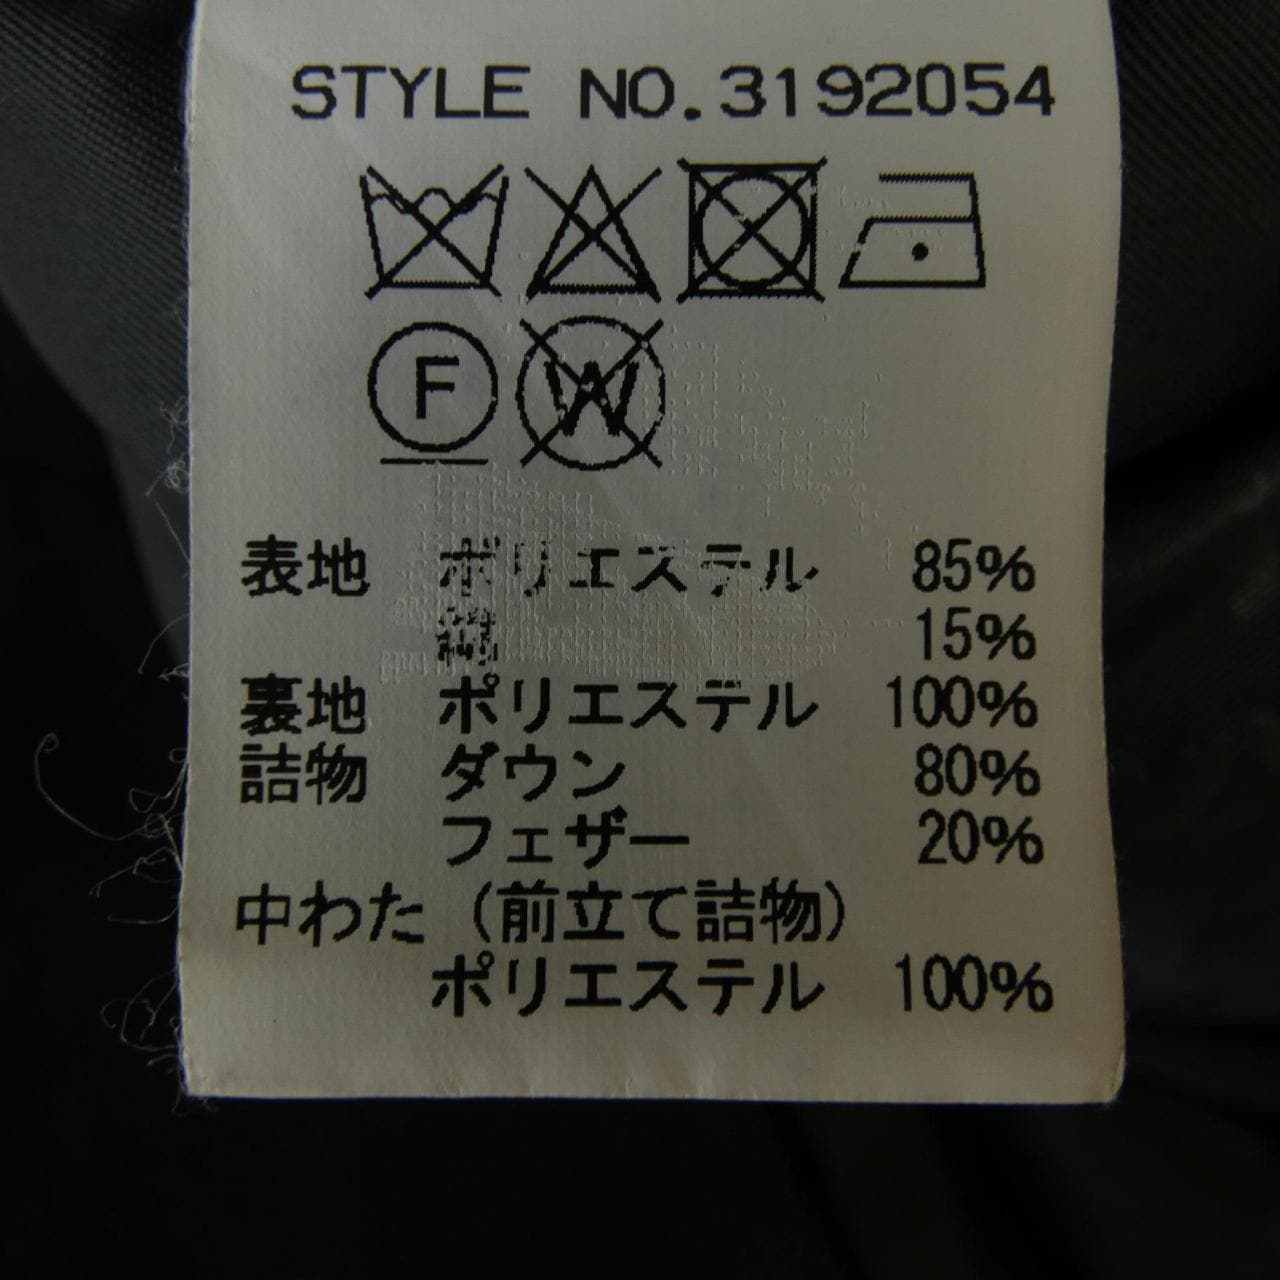 STYLE NO.3192054
F W
表地 ポリエステル 85%
15%
裏地 ポリエステル 100%
詰物 ダウン 80%
フェザー 20%
中わた (前立て詰物)
ポリエステル 100%